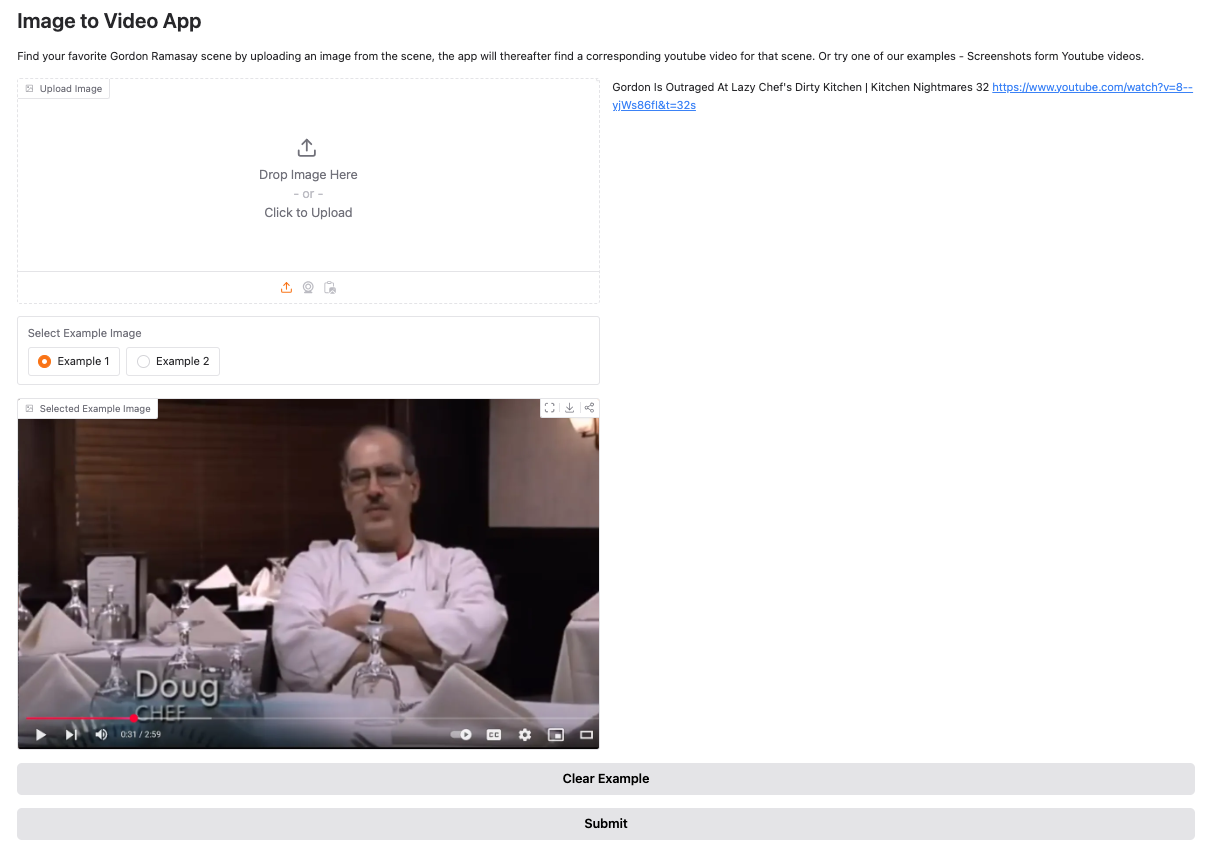 Image to Video App
Find your favorite Gordon Ramasay scene by uploading an image from the scene, the app will thereafter find a corresponding youtube video for that scene. Or try one of our examples - Screenshots form Youtube videos.
Upload Image
Drop Image Here
- or -
Click to Upload
Select Example Image
Example 1
Example 2
Selected Example Image
Doug
CHEF
0:31 / 2:59
CC
Gordon Is Outraged At Lazy Chef's Dirty Kitchen | Kitchen Nightmares 32 https://www.youtube.com/watch?v=8--
yjWs86fI&t=32s
Clear Example
Submit